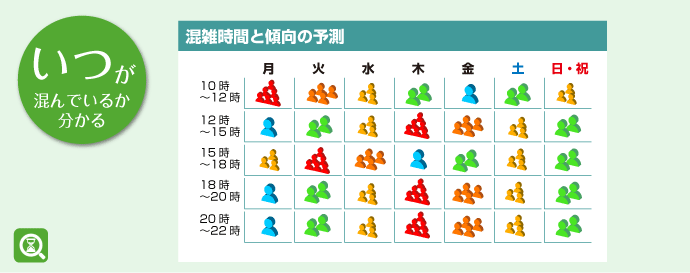 いつが
混んでいるか
分かる
混雑時間と傾向の予測
月 火 水 木 金 土 日・祝
10時
～12時
12時
～15時
15時
～18時
18時
～20時
20時
～22時